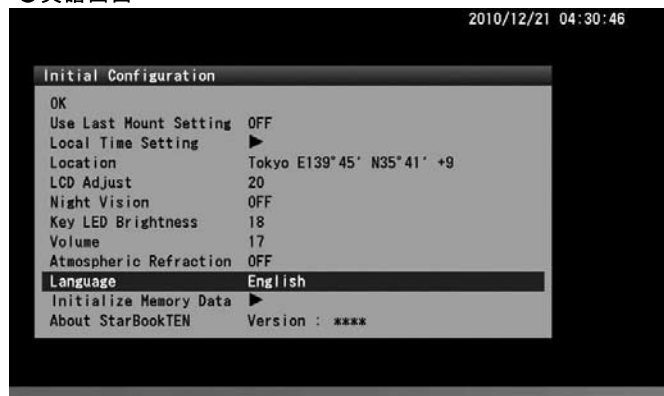 2010/12/21 04:30:46
Initial Configuration
OK
Use Last Mount Setting OFF
Local Time Setting ▶
Location Tokyo E139°45' N35°41' +9
LCD Adjust 20
Night Vision OFF
Key LED Brightness 18
Volume 17
Atmospheric Refraction OFF
Language English
Initialize Memory Data ▶
About StarBookTEN Version : ****